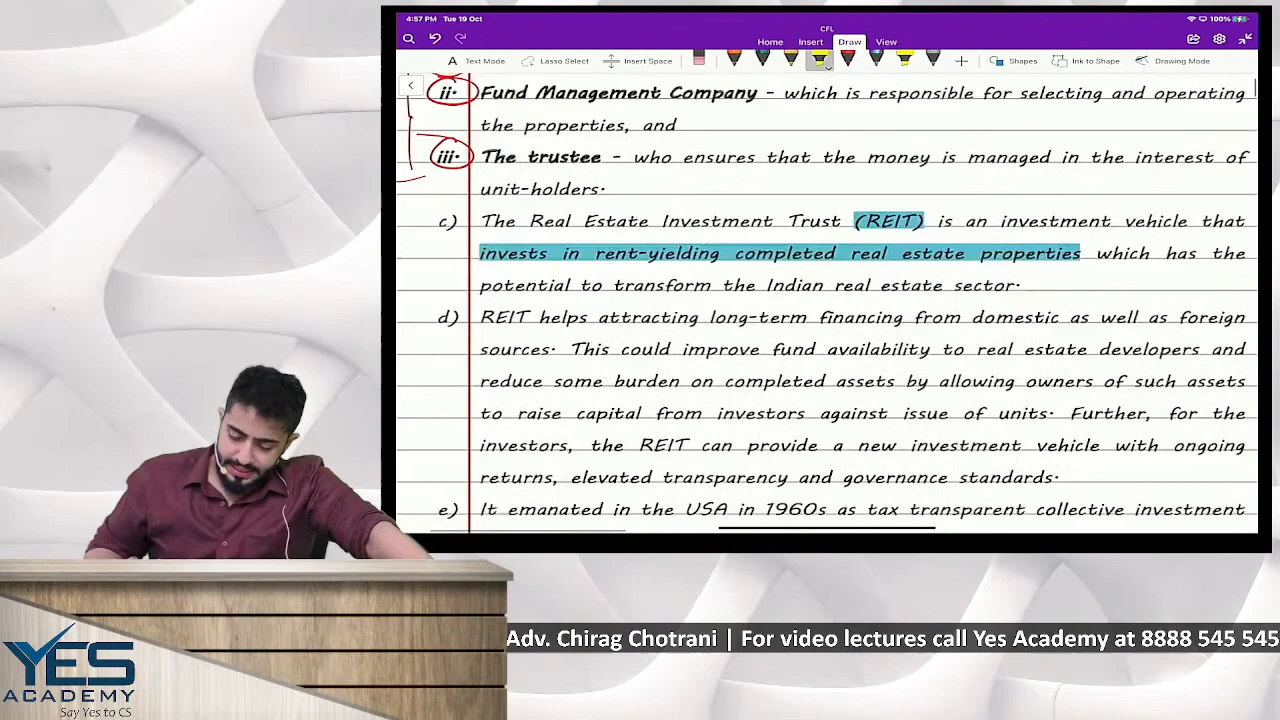 4:57 PM Tue 19 Oct
100%
CFL
Home Insert Draw View
A Text Mode Lasso Select Insert Space Shapes Ink to Shape Drawing Mode
ii. Fund Management Company - which is responsible for selecting and operating
the properties, and
iii. The trustee - who ensures that the money is managed in the interest of
unit-holders.
c) The Real Estate Investment Trust (REIT) is an investment vehicle that
invests in rent-yielding completed real estate properties which has the
potential to transform the Indian real estate sector.
d) REIT helps attracting long-term financing from domestic as well as foreign
sources. This could improve fund availability to real estate developers and
reduce some burden on completed assets by allowing owners of such assets
to raise capital from investors against issue of units. Further, for the
investors, the REIT can provide a new investment vehicle with ongoing
returns, elevated transparency and governance standards.
e) It emanated in the USA in 1960s as tax transparent collective investment
Adv. Chirag Chotrani | For video lectures call Yes Academy at 8888 545 545
YES
ACADEMY
Say Yes to CS